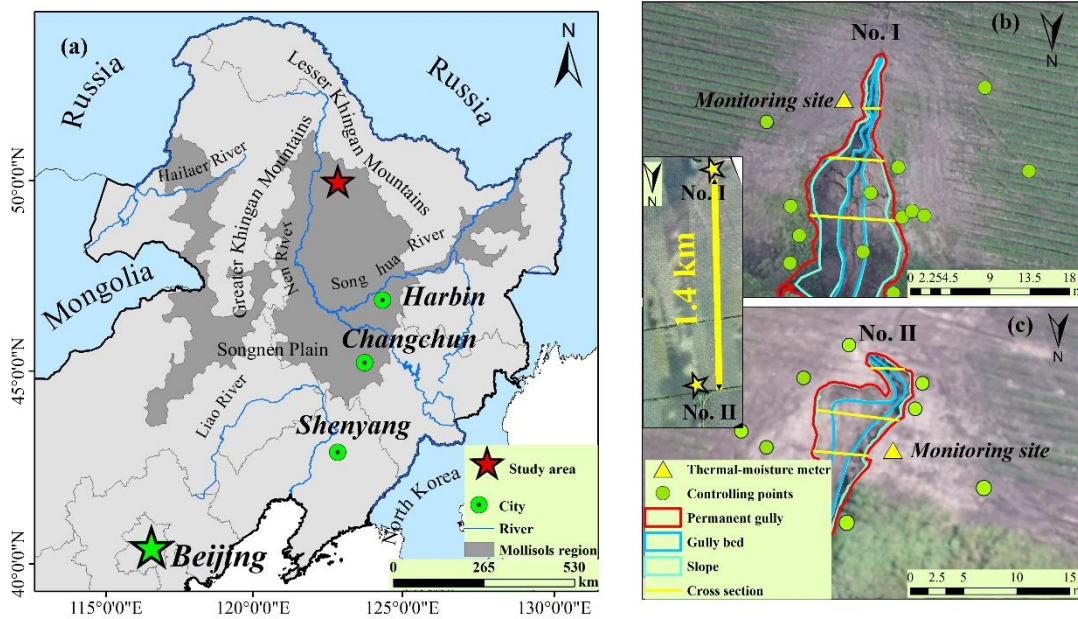 (a)
N
Russia
Russia
Lesser Khingan Mountains
Hailaer River
Greater Khingan Mountains
Nen River
Song hua River
Mongolia
Harbin
Changchun
Songnen Plain
Liao River
Shenyang
North Korea
Beijing
Study area
City
River
Mollisols region
0 265 530
km
50°0'0"N
45°0'0"N
40°0'0"N
115°0'0"E 120°0'0"E 125°0'0"E 130°0'0"E
(b)
N
No. I
Monitoring site
0 2.254.5 9 13.5 18
m
N
No. I
1.4 km
No. II
(c)
N
No. II
Monitoring site
Thermal-moisture meter
Controlling points
Permanent gully
Gully bed
Slope
Cross section
0 2.5 5 10 15
m